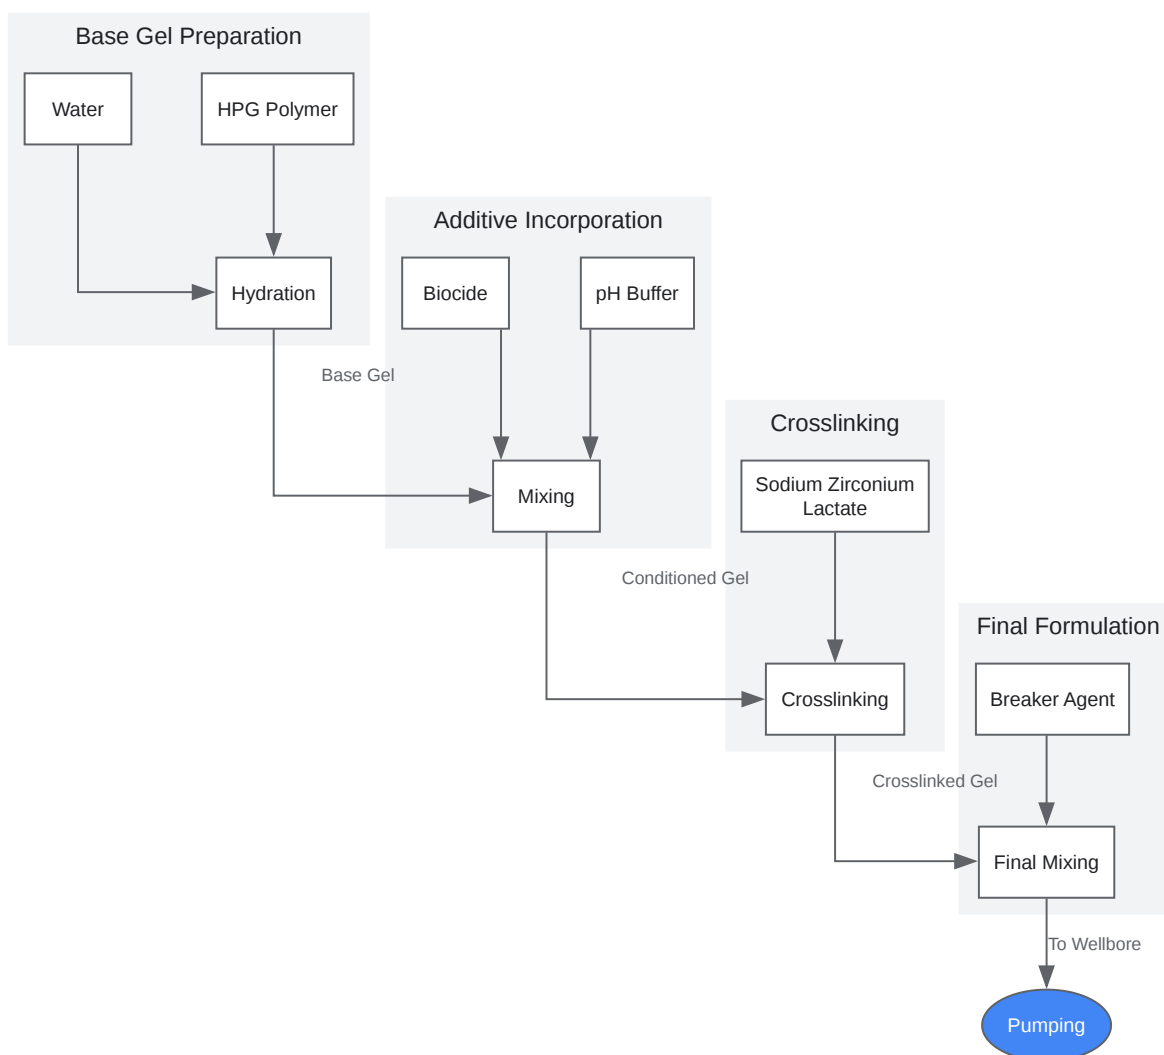 Base Gel Preparation
Water
HPG Polymer
Hydration
Base Gel
Additive Incorporation
Biocide
pH Buffer
Mixing
Conditioned Gel
Crosslinking
Sodium Zirconium
Lactate
Crosslinking
Crosslinked Gel
Final Formulation
Breaker Agent
Final Mixing
To Wellbore
Pumping